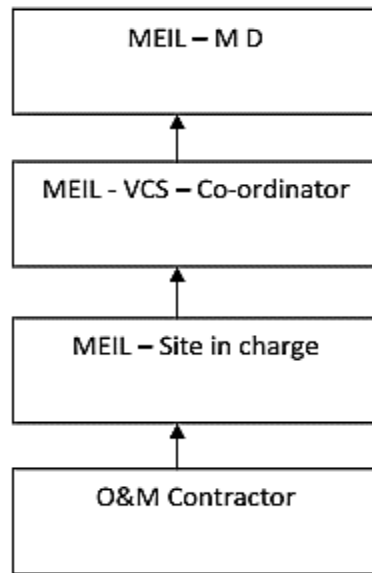 MEIL – M D
MEIL - VCS – Co-ordinator
MEIL – Site in charge
O&M Contractor